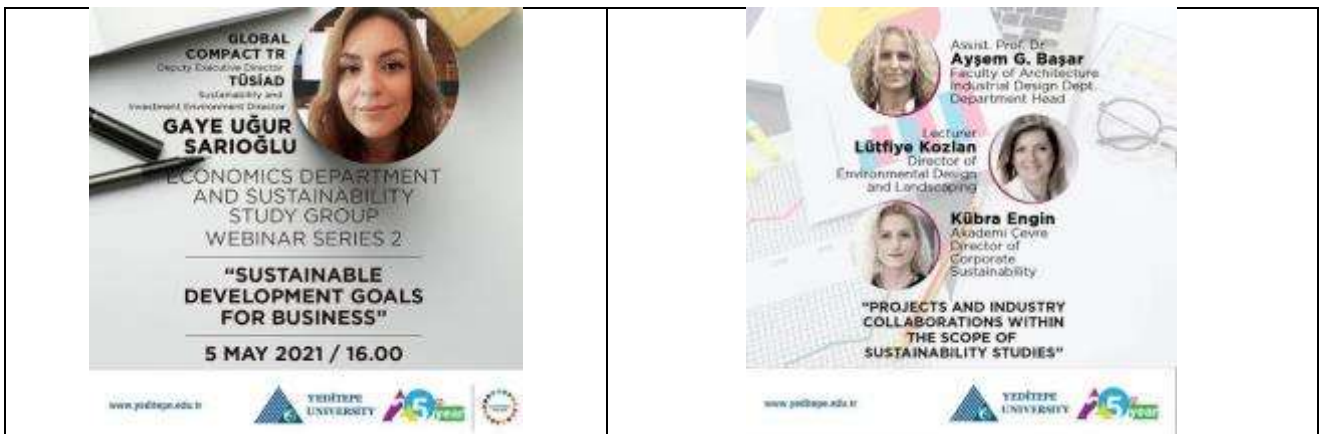 GLOBAL
COMPACT TR
Deputy Executive Director
TÜSİAD
Sustainability and
Investment Environment Director
GAYE UĞUR
SARIOĞLU
ECONOMICS DEPARTMENT
AND SUSTAINABILITY
STUDY GROUP
WEBINAR SERIES 2
"SUSTAINABLE
DEVELOPMENT GOALS
FOR BUSINESS"
5 MAY 2021 / 16.00
www.yeditepe.edu.tr
YEDİTEPE
UNIVERSITY
25
year
Assist. Prof. Dr
Ayşem G. Başar
Faculty of Architecture
Industrial Design Dept.
Department Head
Lecturer
Lütfiye Kozlan
Director of
Environmental Design
and Landscaping
Kübra Engin
Akademi Çevre
Director of
Corporate
Sustainability
"PROJECTS AND INDUSTRY
COLLABORATIONS WITHIN
THE SCOPE OF
SUSTAINABILITY STUDIES"
www.yeditepe.edu.tr
YEDİTEPE
UNIVERSITY
25
year